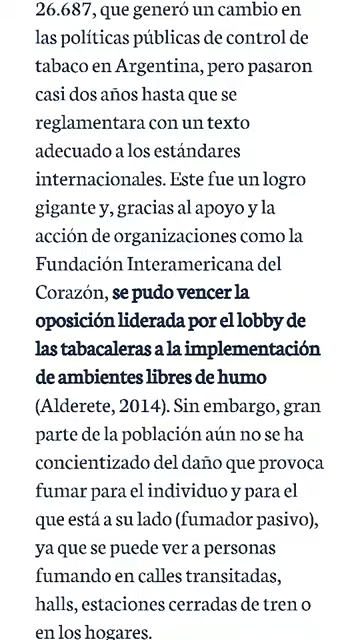 26.687, que generó un cambio en
las políticas públicas de control de
tabaco en Argentina, pero pasaron
casi dos años hasta que se
reglamentara con un texto
adecuado a los estándares
internacionales. Este fue un logro
gigante y, gracias al apoyo y la
acción de organizaciones como la
Fundación Interamericana del
Corazón, se pudo vencer la
oposición liderada por el lobby de
las tabacaleras a la implementación
de ambientes libres de humo
(Alderete, 2014). Sin embargo, gran
parte de la población aún no se ha
concientizado del daño que provoca
fumar para el individuo y para el
que está a su lado (fumador pasivo),
ya que se puede ver a personas
fumando en calles transitadas,
halls, estaciones cerradas de tren o
en los hogares.